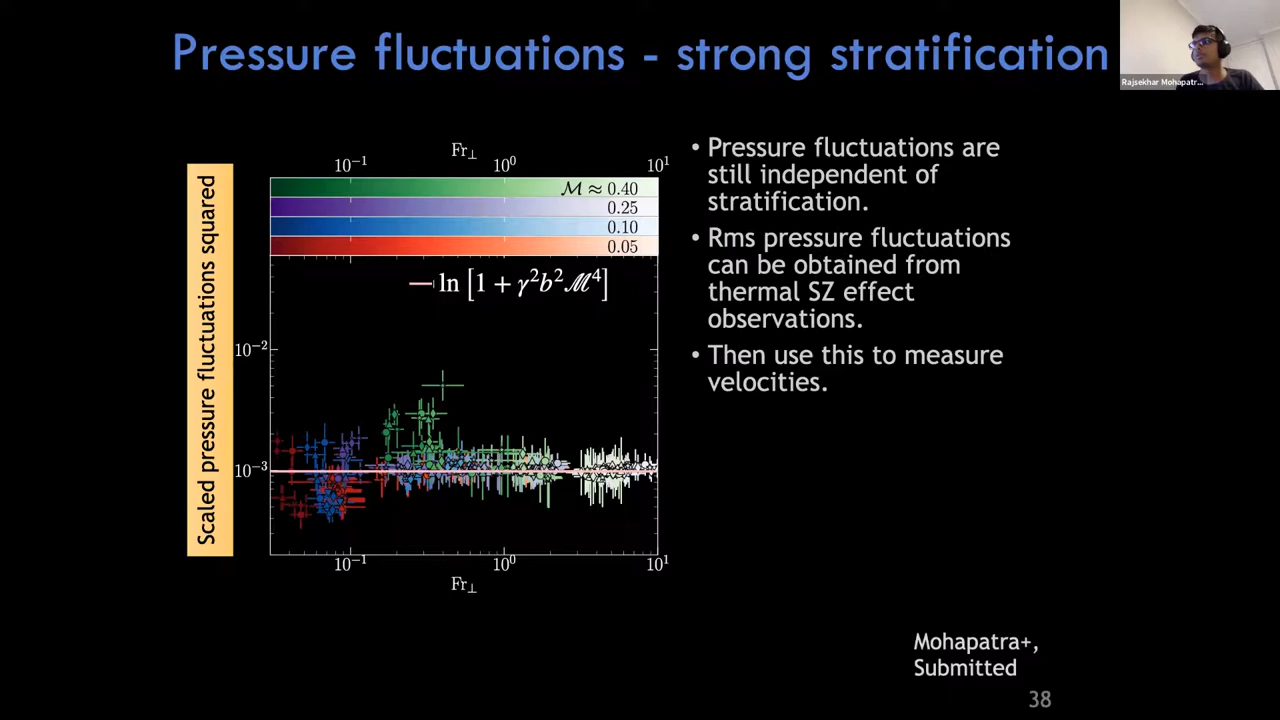 Pressure fluctuations - strong stratification
Rajsekhar Mohapatr...
Scaled pressure fluctuations squared
Fr⊥
10⁻¹ 10⁰ 10¹
ℳ ≈ 0.40
0.25
0.10
0.05
ln [1 + γ²b²ℳ⁴]
10⁻²
10⁻³
10⁻¹ 10⁰ 10¹
Fr⊥
• Pressure fluctuations are
still independent of
stratification.
• Rms pressure fluctuations
can be obtained from
thermal SZ effect
observations.
• Then use this to measure
velocities.
Mohapatra+,
Submitted
38